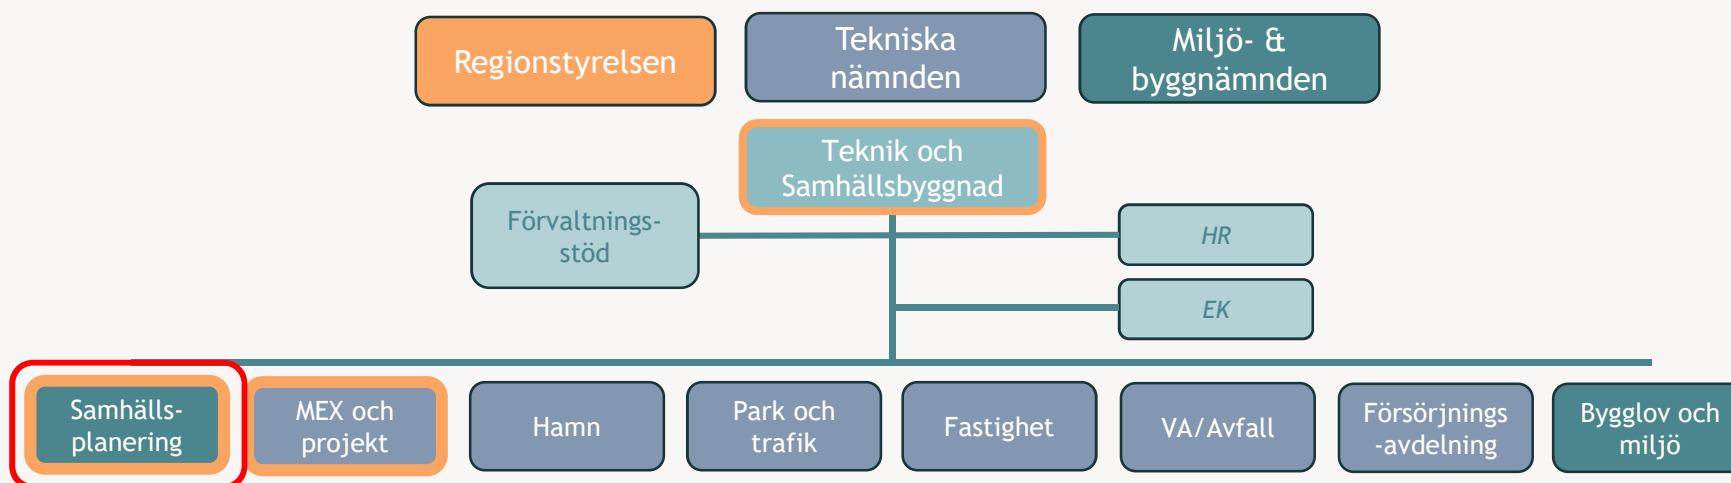 Regionstyrelsen
Tekniska
nämnden
Miljö- &
byggnämnden
Teknik och
Samhällsbyggnad
Förvaltnings-
stöd
HR
EK
Samhälls-
planering
MEX och
projekt
Hamn
Park och
trafik
Fastighet
VA/Avfall
Försörjnings
-avdelning
Bygglov och
miljö